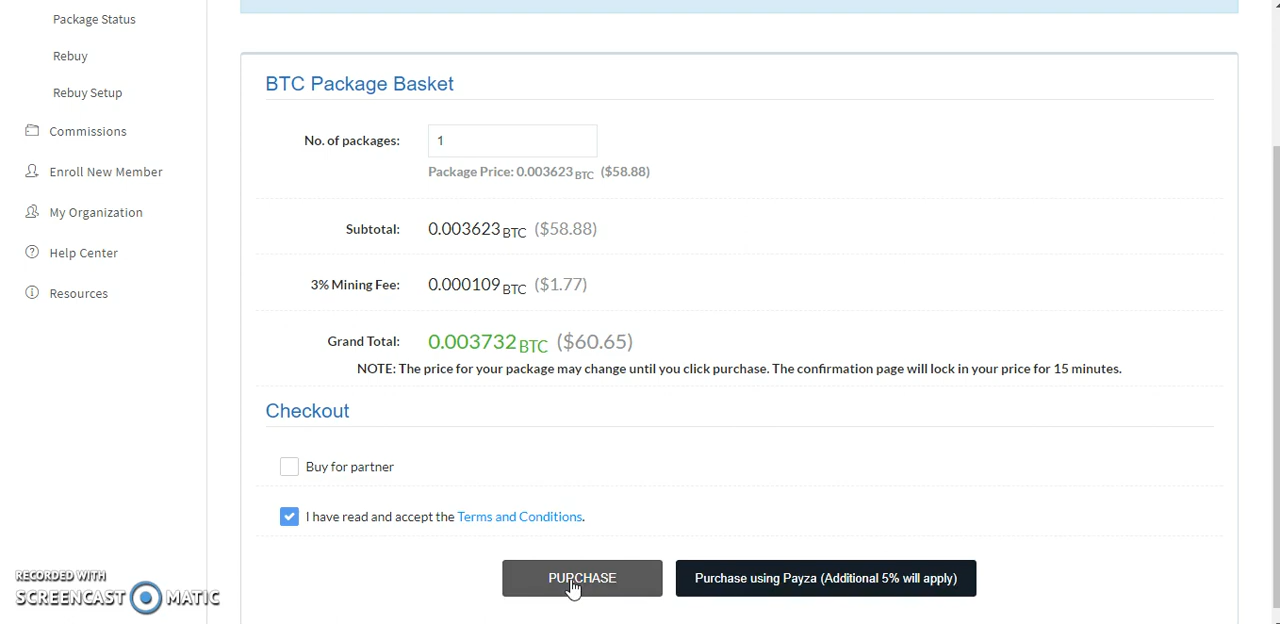 Package Status
Rebuy
Rebuy Setup
Commissions
Enroll New Member
My Organization
Help Center
Resources
BTC Package Basket
No. of packages: 1
Package Price: 0.003623 BTC ($58.88)
Subtotal: 0.003623 BTC ($58.88)
3% Mining Fee: 0.000109 BTC ($1.77)
Grand Total: 0.003732 BTC ($60.65)
NOTE: The price for your package may change until you click purchase. The confirmation page will lock in your price for 15 minutes.
Checkout
Buy for partner
I have read and accept the Terms and Conditions.
PURCHASE Purchase using Payza (Additional 5% will apply)
RECORDED WITH
SCREENCAST MATIC